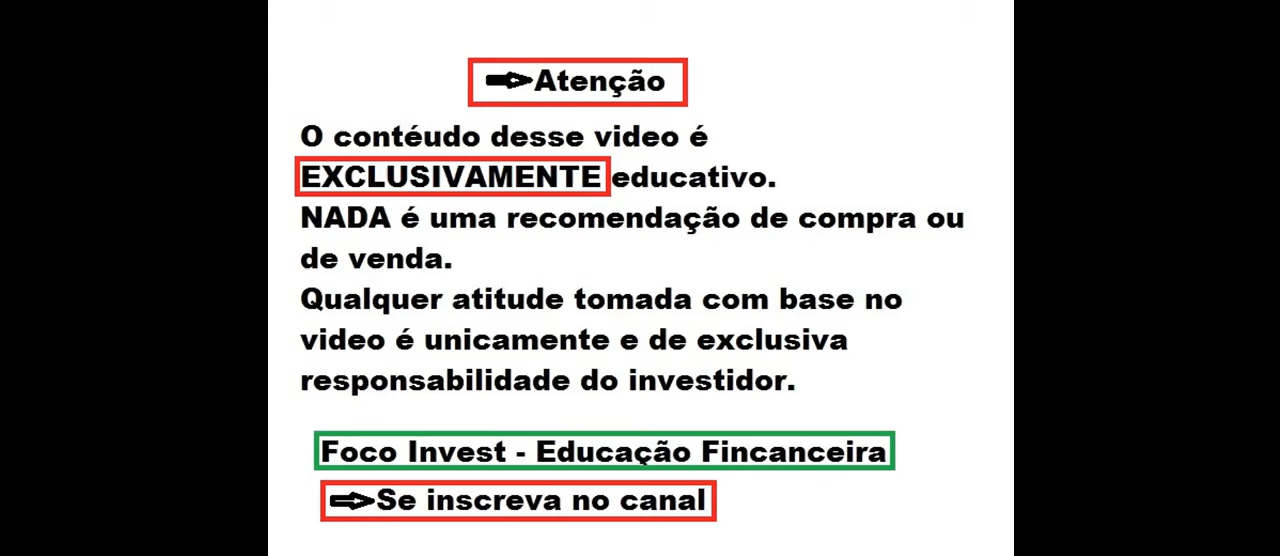 Atenção
O contéudo desse video é
EXCLUSIVAMENTE educativo.
NADA é uma recomendação de compra ou
de venda.
Qualquer atitude tomada com base no
video é unicamente e de exclusiva
responsabilidade do investidor.
Foco Invest - Educação Fincanceira
Se inscreva no canal